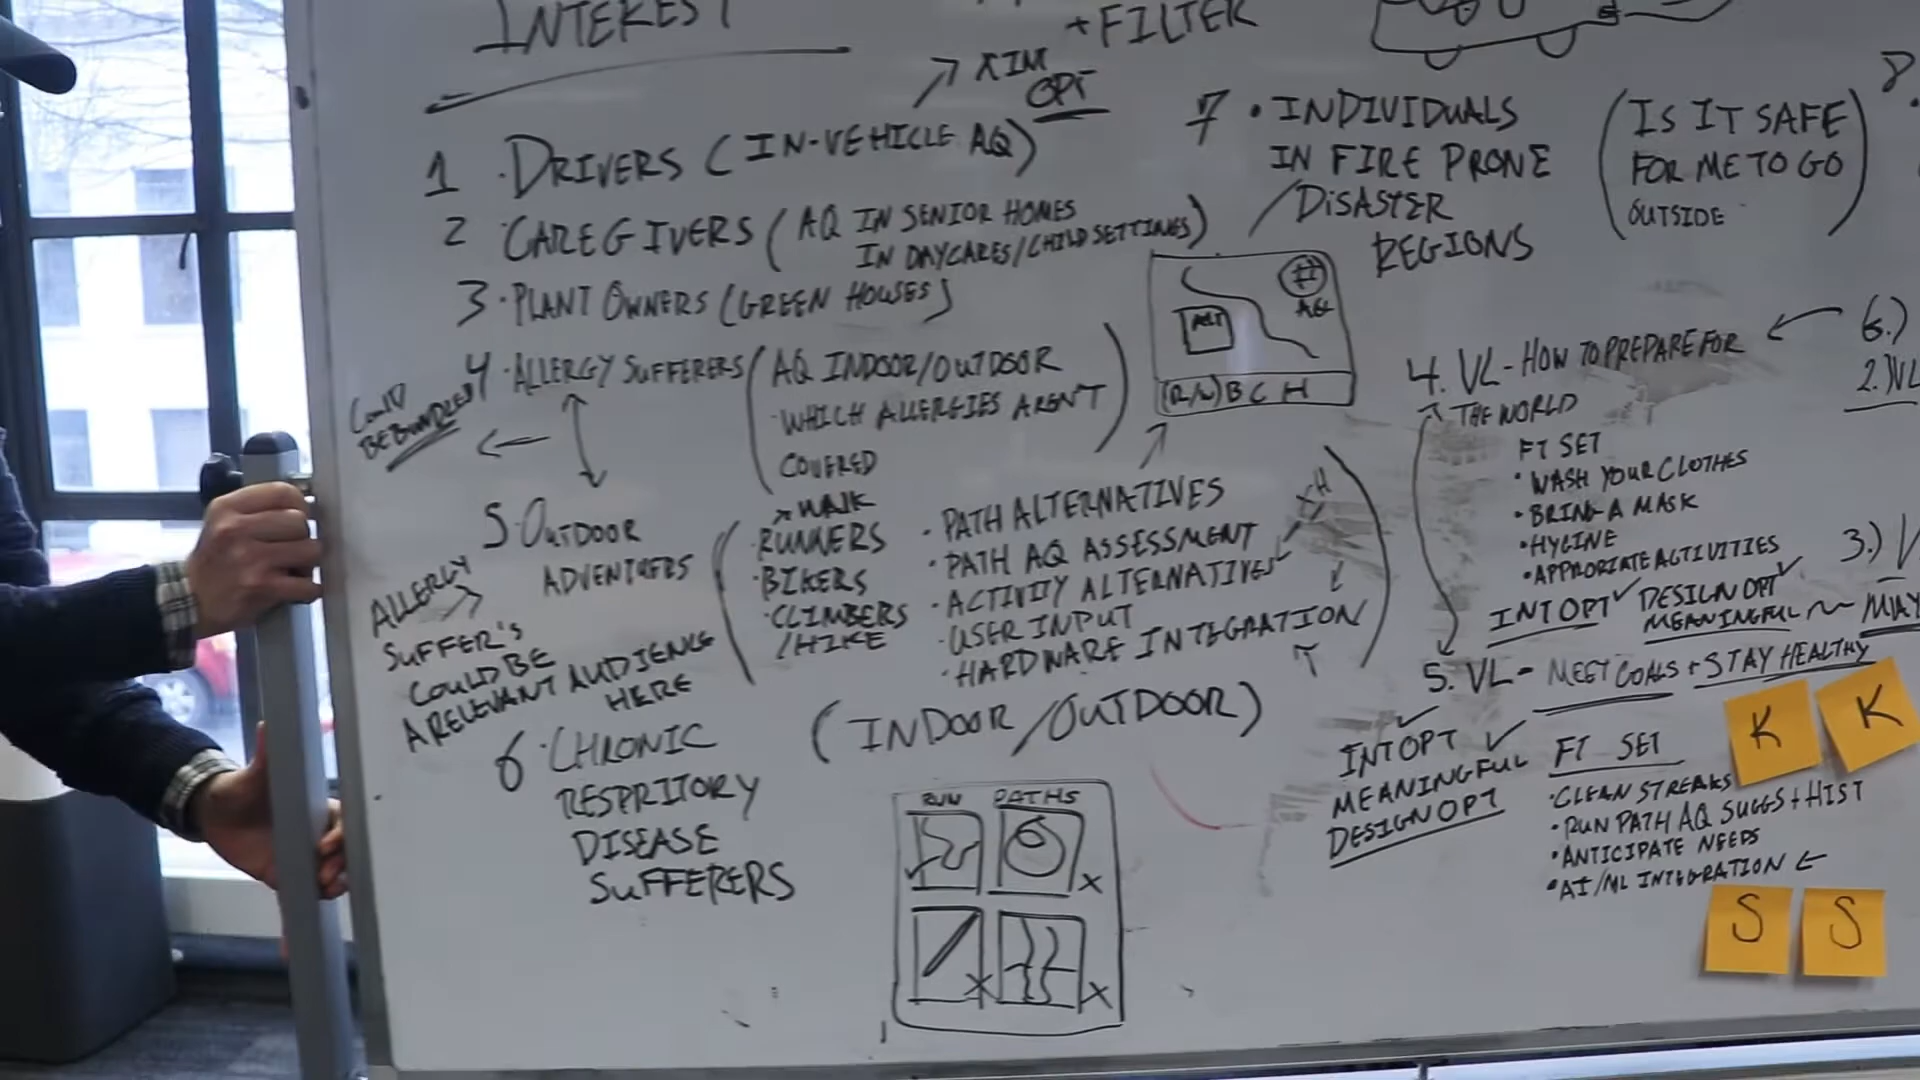 INTEREST
+ FILTER
OPT
1 · DRIVERS (IN-VEHICLE AQ)
2 · CAREGIVERS (AQ IN SENIOR HOMES
IN DAYCARES/CHILD SETTINGS)
3 · PLANT OWNERS (GREEN HOUSES)
4 · ALLERGY SUFFERERS (AQ INDOOR/OUTDOOR
· WHICH ALLERGIES AREN'T
COVERED)
COULD
BE BUNDLED
5 · OUTDOOR
ADVENTURERS
WALK
· RUNNERS
· BIKERS
· CLIMBERS
/HIKE
· PATH ALTERNATIVES
· PATH AQ ASSESSMENT
· ACTIVITY ALTERNATIVES
· USER INPUT
· HARDWARE INTEGRATION
ALLERGY
SUFFER'S
COULD BE
A RELEVANT AUDIENCE
HERE
6 · CHRONIC
RESPRITORY
DISEASE
SUFFERERS
(INDOOR/OUTDOOR)
RUN PATHS
7 · INDIVIDUALS
IN FIRE PRONE
/DISASTER
REGIONS
(IS IT SAFE
FOR ME TO GO
OUTSIDE)
8
B C H
4. VL - HOW TO PREPARE FOR
THE WORLD
FT SET
· WASH YOUR CLOTHES
· BRING A MASK
· HYGINE
· APPROPRIATE ACTIVITIES
INT OPT ✓ DESIGN OPT ✓
MEANINGFUL ~
6.)
2.) VL
3.) V
MAY
5. VL - MEET GOALS + STAY HEALTHY
INT OPT ✓
MEANINGFUL
DESIGN OPT
FT SET
· CLEAN STREAKS
· RUN PATH AQ SUGGS + HIST
· ANTICIPATE NEEDS
· AI/ML INTEGRATION ←
K
K
S
S